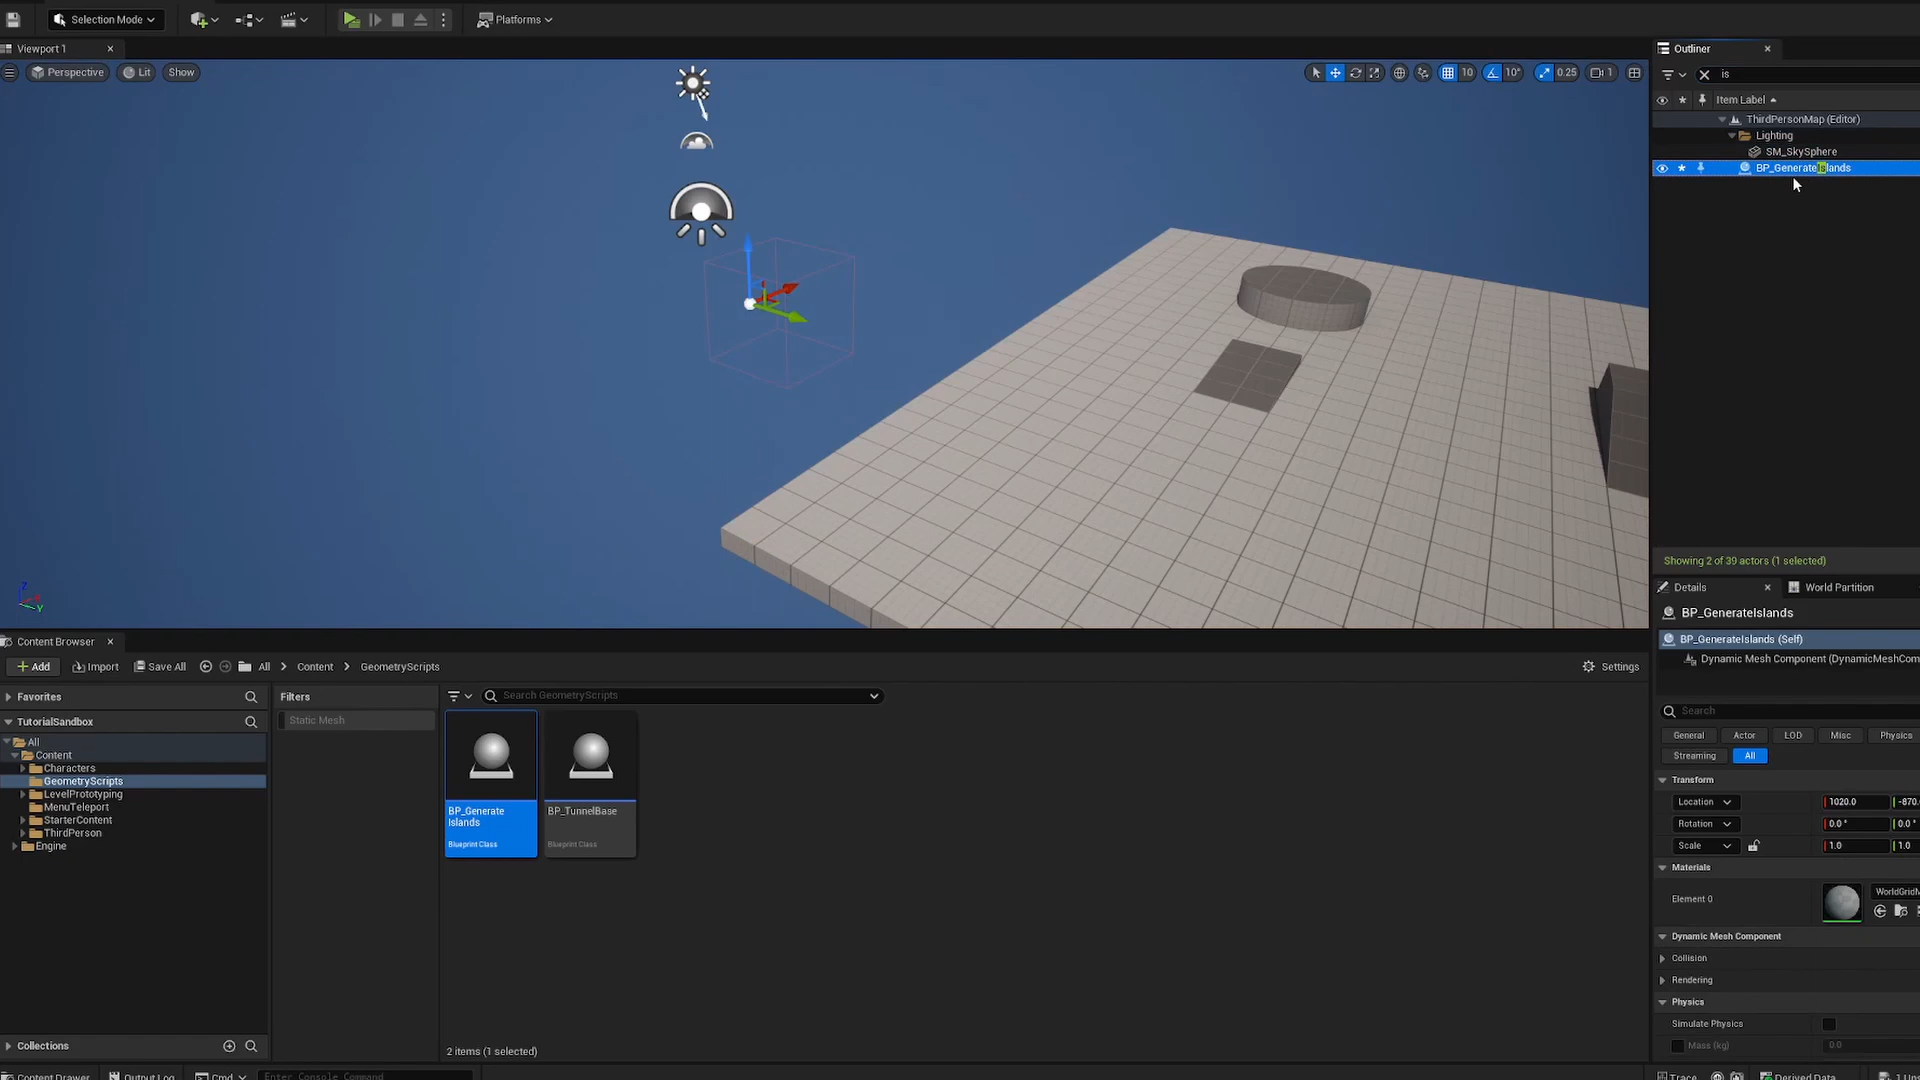 Selection Mode
Platforms
Viewport 1
Perspective
Lit
Show
10
10°
0.25
1
Outliner
is
Item Label
ThirdPersonMap (Editor)
Lighting
SM_SkySphere
BP_GenerateIslands
Showing 2 of 39 actors (1 selected)
Details
World Partition
BP_GenerateIslands
BP_GenerateIslands (Self)
Dynamic Mesh Component (DynamicMeshCom
Search
General
Actor
LOD
Misc
Physics
Streaming
All
Transform
Location
1020.0
-870.
Rotation
0.0°
0.0°
Scale
1.0
1.0
Materials
Element 0
WorldGridM
Dynamic Mesh Component
Collision
Rendering
Physics
Simulate Physics
Mass (kg)
0.0
Z
Y
Content Browser
Add
Import
Save All
All
Content
GeometryScripts
Settings
Favorites
TutorialSandbox
All
Content
Characters
GeometryScripts
LevelPrototyping
MenuTeleport
StarterContent
ThirdPerson
Engine
Collections
Filters
Static Mesh
Search GeometryScripts
BP_Generate
Islands
Blueprint Class
BP_TunnelBase
Blueprint Class
2 items (1 selected)
Content Drawer
Output Log
Cmd
Enter Console Command
Trace
Derived Data